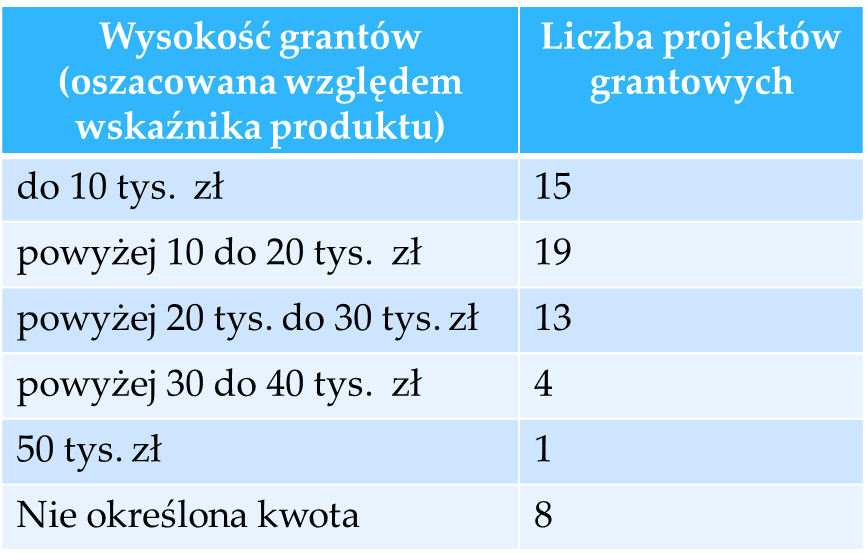 Wysokość grantów
(oszacowana względem
wskaźnika produktu)
Liczba projektów
grantowych
do 10 tys. zł 15
powyżej 10 do 20 tys. zł 19
powyżej 20 tys. do 30 tys. zł 13
powyżej 30 do 40 tys. zł 4
50 tys. zł 1
Nie określona kwota 8